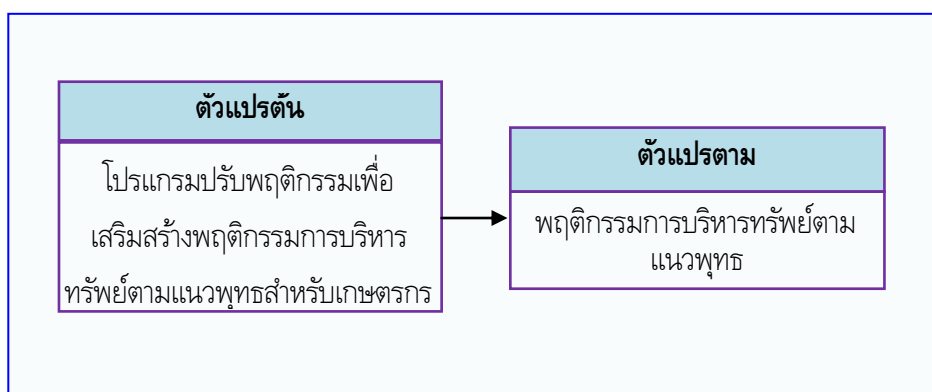 ตัวแปรต้น
โปรแกรมปรับพฤติกรรมเพื่อ
เสริมสร้างพฤติกรรมการบริหาร
ทรัพย์ตามแนวพุทธสำหรับเกษตรกร
ตัวแปรตาม
พฤติกรรมการบริหารทรัพย์ตาม
แนวพุทธ